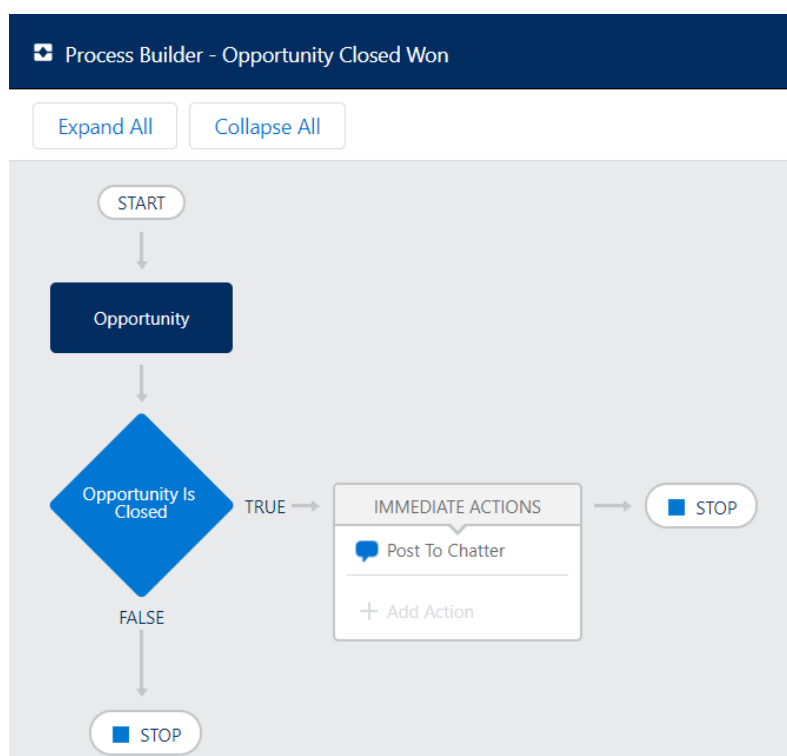 Process Builder - Opportunity Closed Won
Expand All
Collapse All
START
Opportunity
Opportunity Is
Closed
TRUE
IMMEDIATE ACTIONS
STOP
Post To Chatter
Add Action
FALSE
STOP